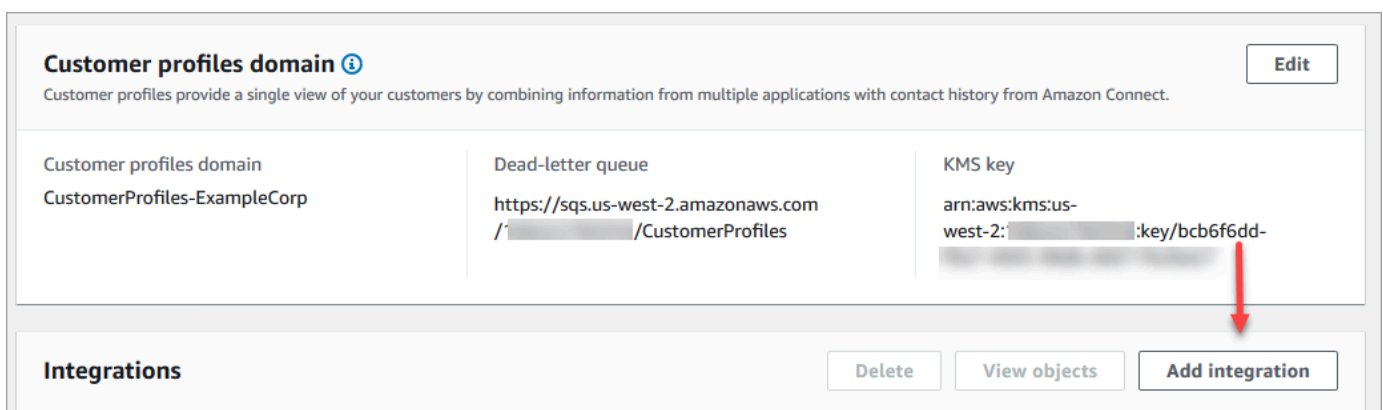 Customer profiles domain
Edit
Customer profiles provide a single view of your customers by combining information from multiple applications with contact history from Amazon Connect.
Customer profiles domain
CustomerProfiles-ExampleCorp
Dead-letter queue
https://sqs.us-west-2.amazonaws.com
/ /CustomerProfiles
KMS key
arn:aws:kms:us-
west-2: :key/bcb6f6dd-
Integrations
Delete
View objects
Add integration